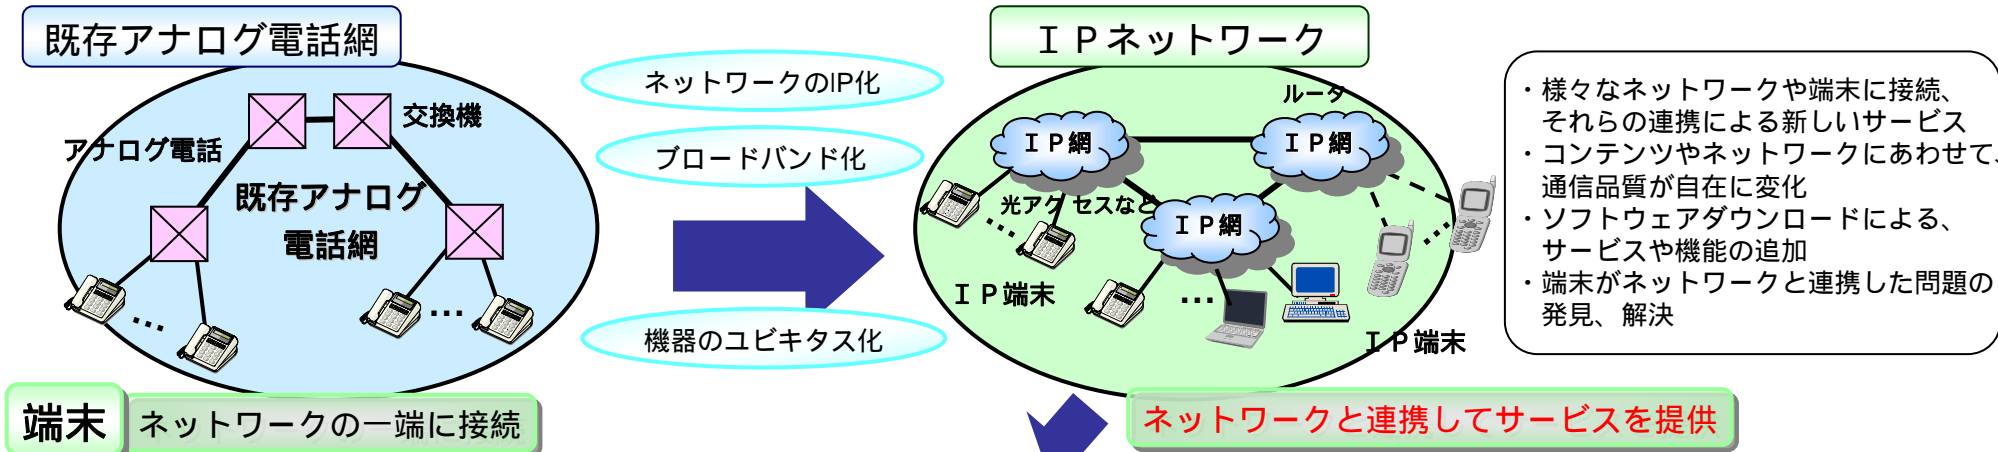 既存アナログ電話網
アナログ電話
交換機
既存アナログ
電話網
…
…
端末
ネットワークの一端に接続
ネットワークのIP化
ブロードバンド化
機器のユビキタス化
ＩＰネットワーク
ルータ
ＩＰ網
ＩＰ網
光アクセスなど
ＩＰ網
…
ＩＰ端末
…
…
ＩＰ端末
ネットワークと連携してサービスを提供
・様々なネットワークや端末に接続、
それらの連携による新しいサービス
・コンテンツやネットワークにあわせて、
通信品質が自在に変化
・ソフトウェアダウンロードによる、
サービスや機能の追加
・端末がネットワークと連携した問題の
発見、解決